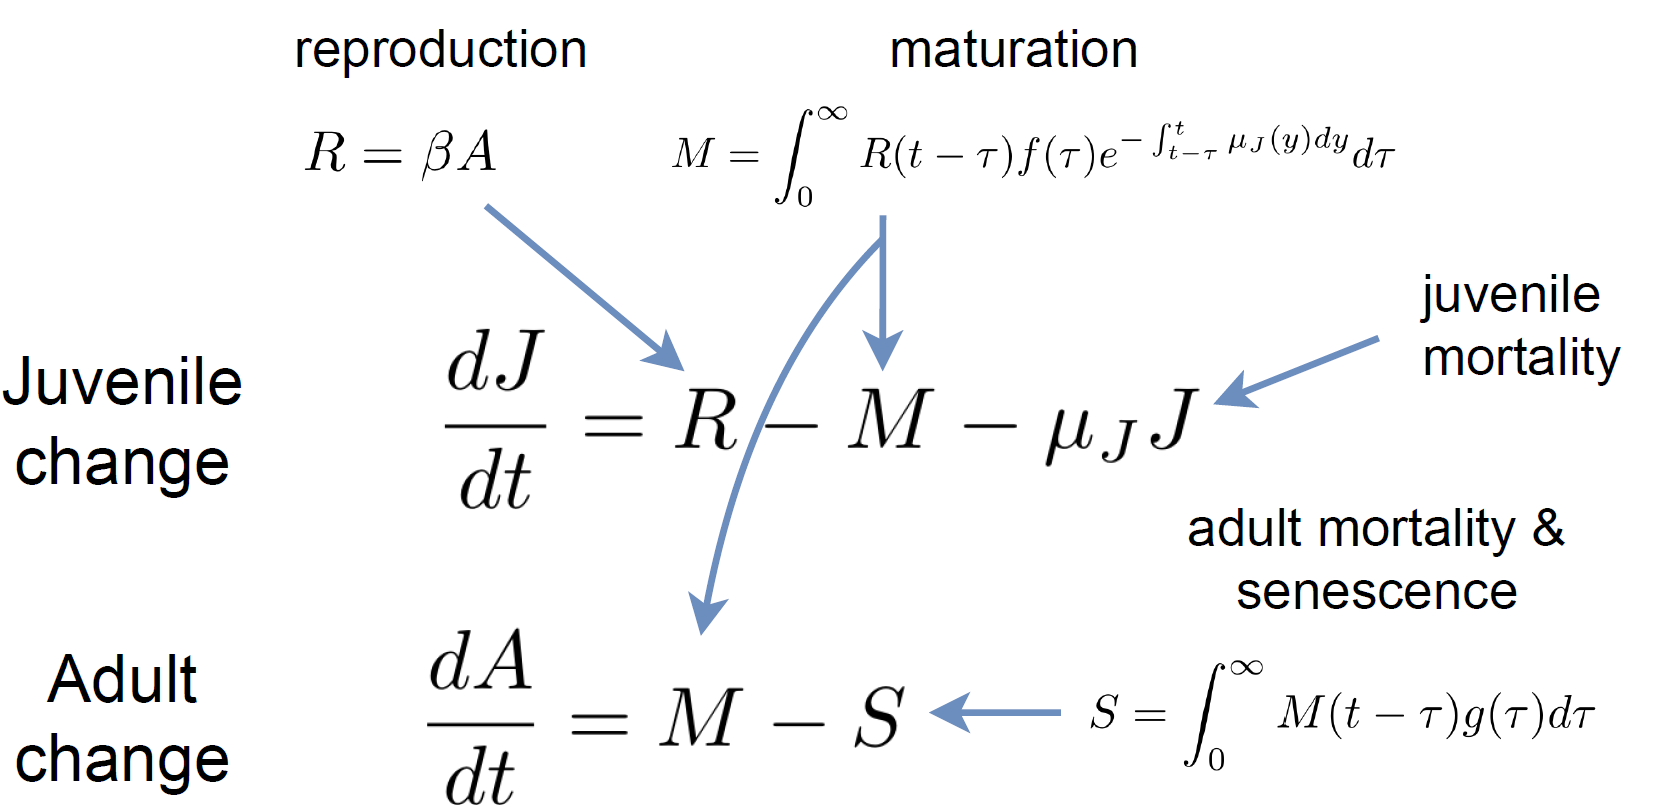 reproduction
maturation
R = βA
M = ∫₀^∞ R(t − τ)f(τ)e^{−∫_{t−τ}^{t} μ_J(y)dy}dτ
juvenile
mortality
Juvenile
change
dJ/dt = R − M − μ_J J
adult mortality &
senescence
Adult
change
dA/dt = M − S
S = ∫₀^∞ M(t − τ)g(τ)dτ